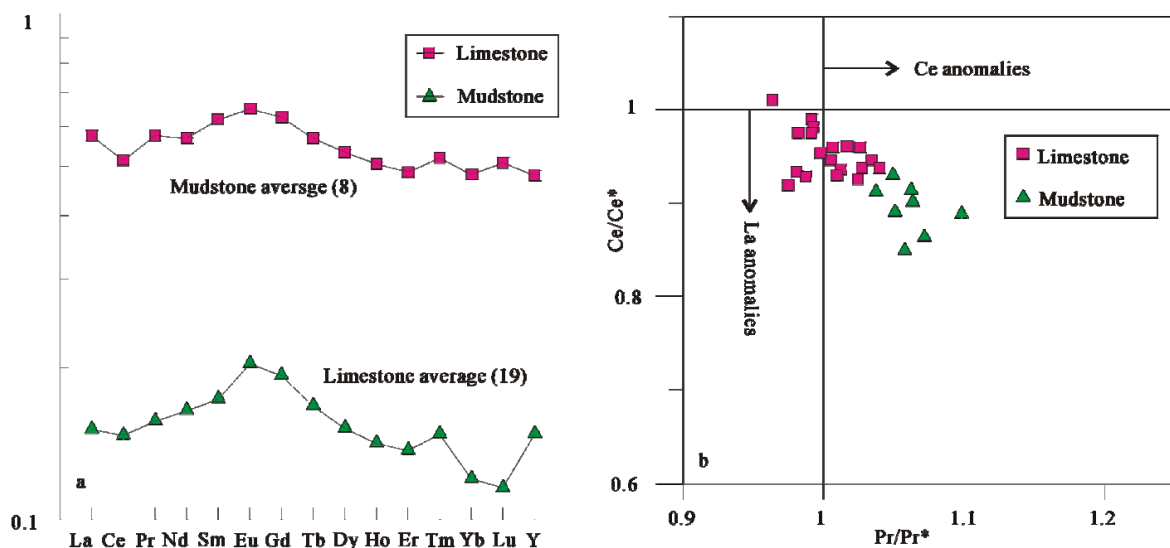 1
Limestone
Mudstone
Mudstone aversge (8)
Limestone average (19)
a
0.1
La Ce Pr Nd Sm Eu Gd Tb Dy Ho Er Tm Yb Lu Y
Ce anomalies
1
Limestone
Mudstone
Ce/Ce*
La anomalies
0.8
b
0.6
0.9 1 1.1 1.2
Pr/Pr*